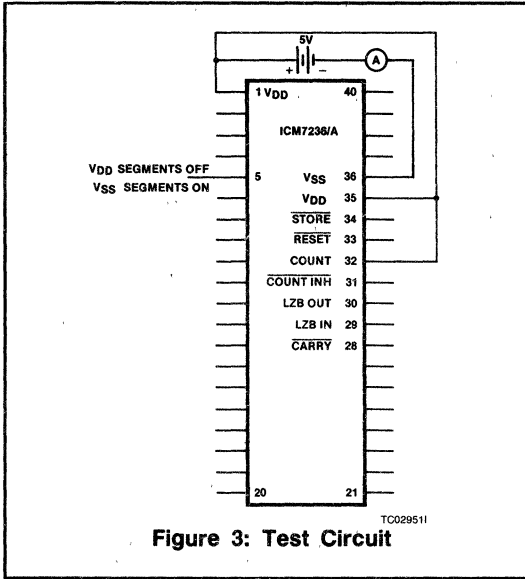 5V
+ − A
1 VDD 40
ICM7236/A
VDD SEGMENTS OFF 5 VSS 36
VSS SEGMENTS ON VDD 35
STORE 34
RESET 33
COUNT 32
COUNT INH 31
LZB OUT 30
LZB IN 29
CARRY 28
20 21
TC02951I
Figure 3: Test Circuit